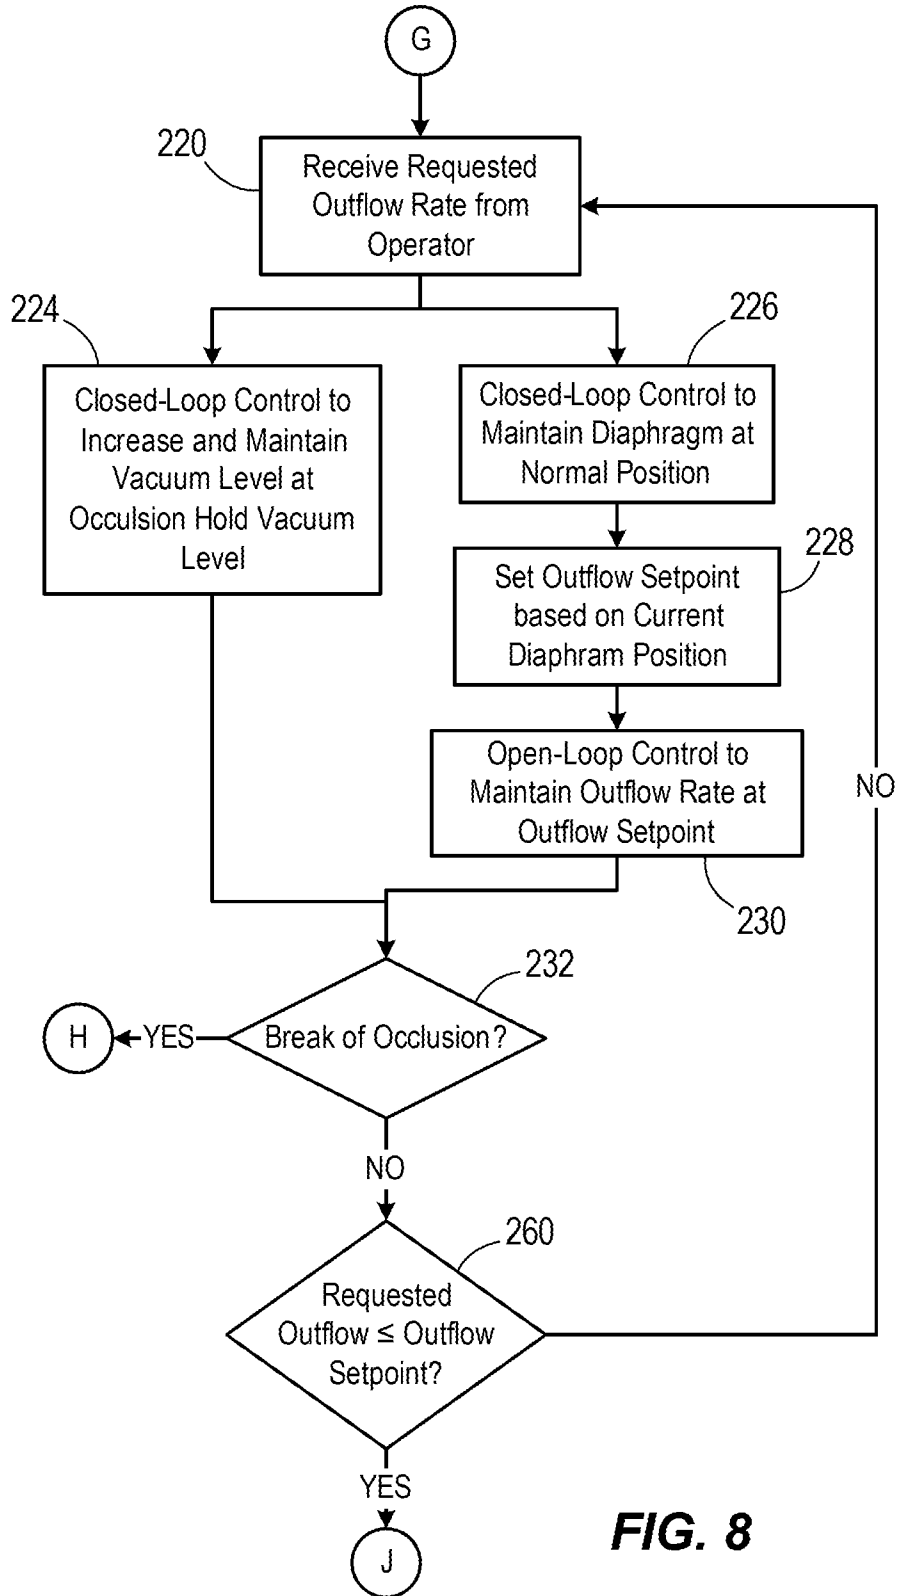 G
220
Receive Requested
Outflow Rate from
Operator
224
Closed-Loop Control to
Increase and Maintain
Vacuum Level at
Occulsion Hold Vacuum
Level
226
Closed-Loop Control to
Maintain Diaphragm at
Normal Position
228
Set Outflow Setpoint
based on Current
Diaphram Position
Open-Loop Control to
Maintain Outflow Rate at
Outflow Setpoint
230
NO
232
Break of Occlusion?
YES
H
NO
260
Requested
Outflow ≤ Outflow
Setpoint?
YES
J
FIG. 8